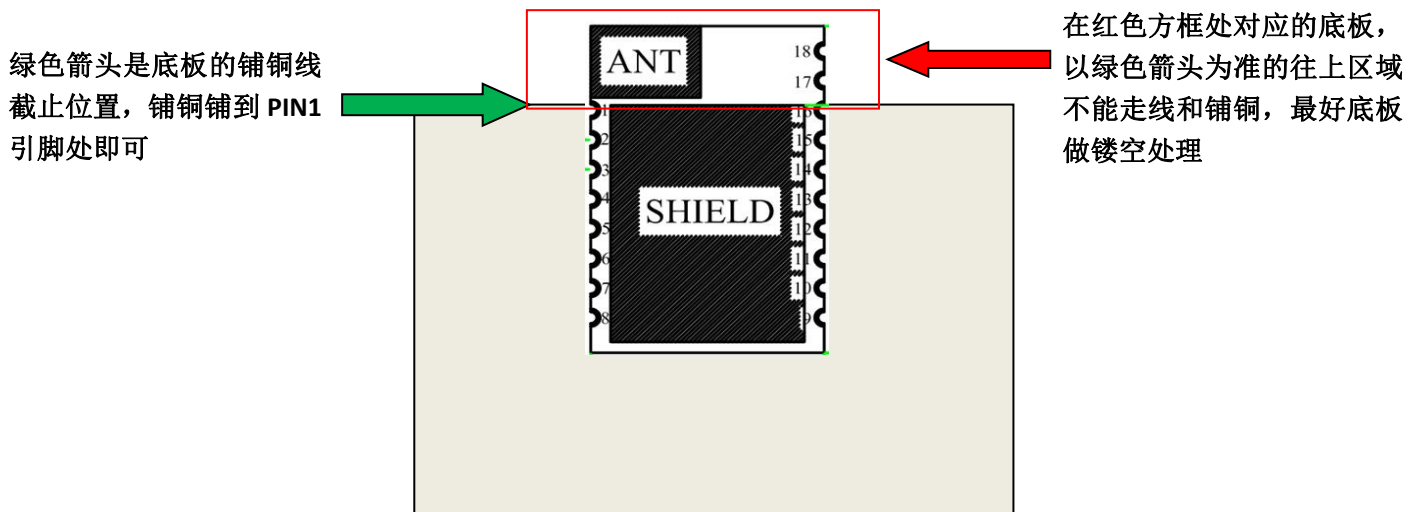 绿色箭头是底板的铺铜线
截止位置，铺铜铺到 PIN1
引脚处即可
ANT
18
17
1
16
2
15
3
14
4
13
SHIELD
5
12
6
11
7
10
8
9
在红色方框处对应的底板，
以绿色箭头为准的往上区域
不能走线和铺铜，最好底板
做镂空处理